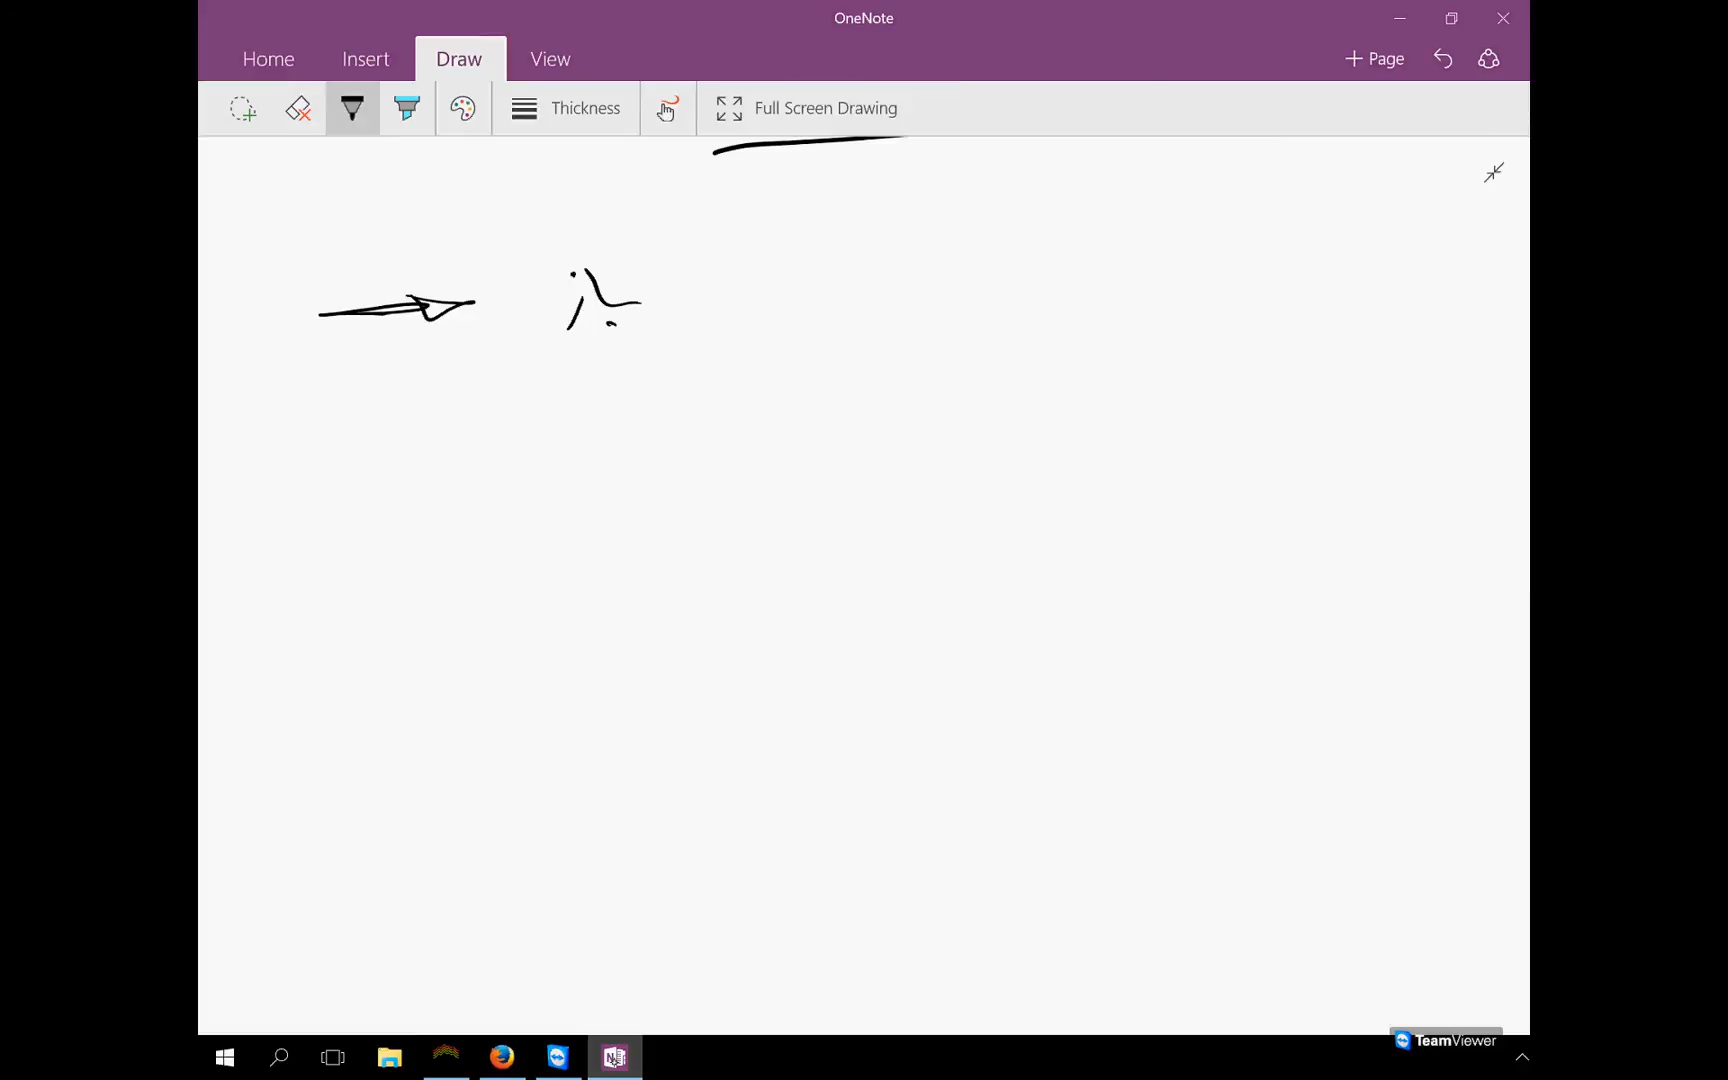 OneNote
Home Insert Draw View + Page
Thickness Full Screen Drawing
TeamViewer